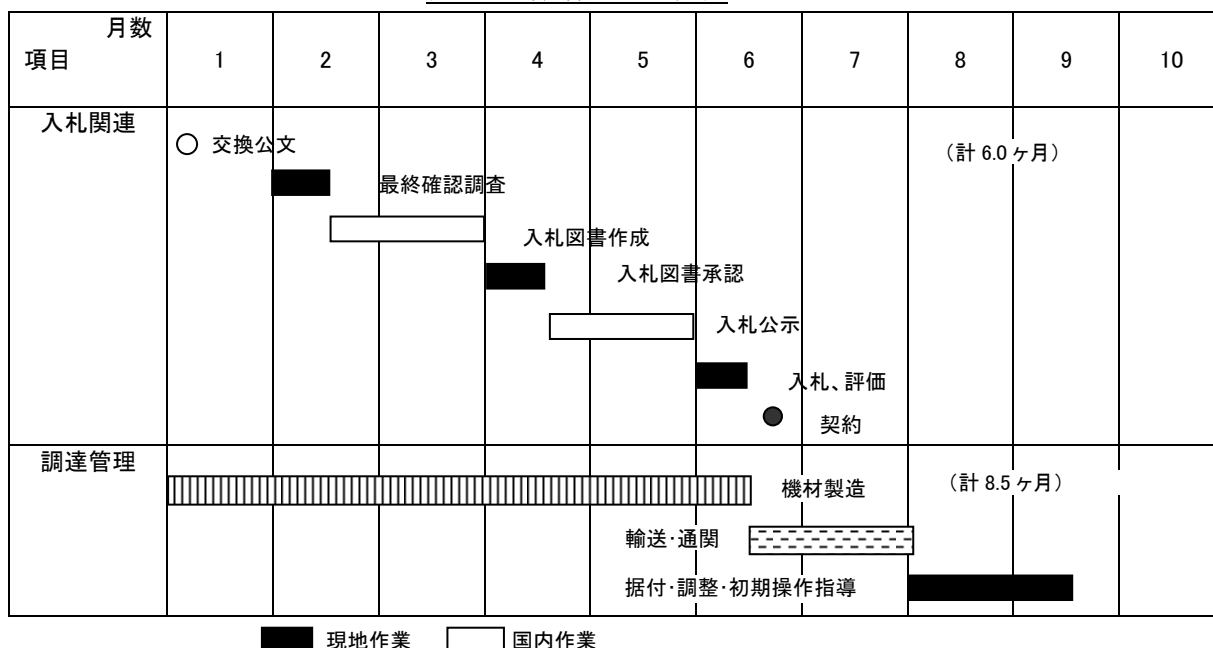 月数
項目 1 2 3 4 5 6 7 8 9 10
入札関連
交換公文 （計 6.0 ヶ月）
最終確認調査
入札図書作成
入札図書承認
入札公示
入札、評価
契約
調達管理
機材製造 （計 8.5 ヶ月）
輸送・通関
据付・調整・初期操作指導
現地作業 国内作業